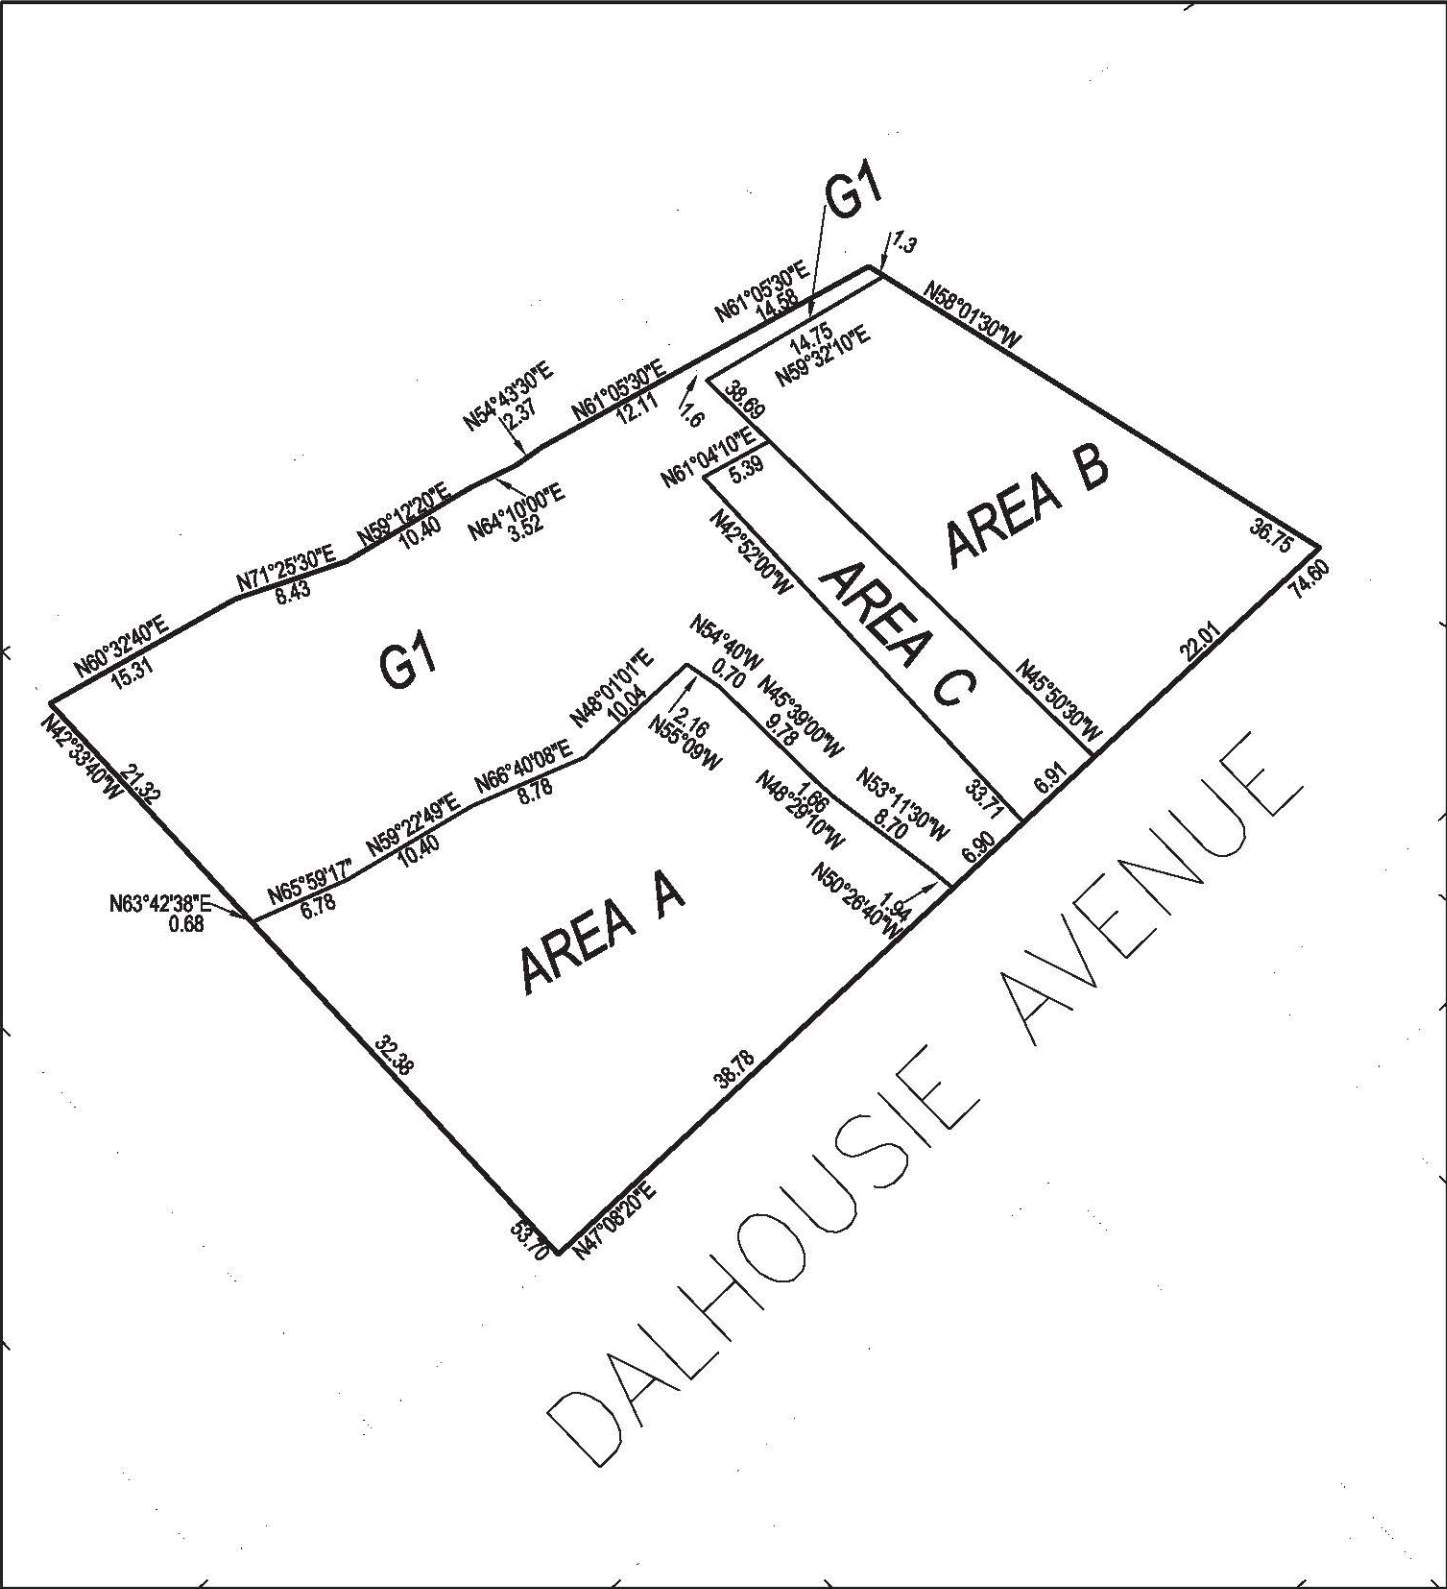 G1
1.3
N61°05'30"E
14.58
N58°01'30"W
14.75
N59°32'10"E
N54°43'30"E
2.37
N61°05'30"E
12.11
1.6
38.69
N61°04'10"E
5.39
N59°12'20"E
10.40
N64°10'00"E
3.52
AREA B
36.75
74.60
N71°25'30"E
8.43
N42°52'00"W
AREA C
N60°32'40"E
15.31
G1
N54°40'W
0.70
22.01
N48°01'01"E
10.04
2.16
N55°09'W
N45°39'00"W
9.78
N45°50'30"W
N42°33'40"W
21.32
N66°40'08"E
8.78
1.66
N48°29'10"W
N53°11'30"W
8.70
33.71
6.91
N59°22'49"E
10.40
6.90
N65°59'17"
6.78
N63°42'38"E
0.68
AREA A
1.94
N50°26'40"W
32.38
38.78
53.70
N47°08'20"E
DALHOUSIE AVENUE